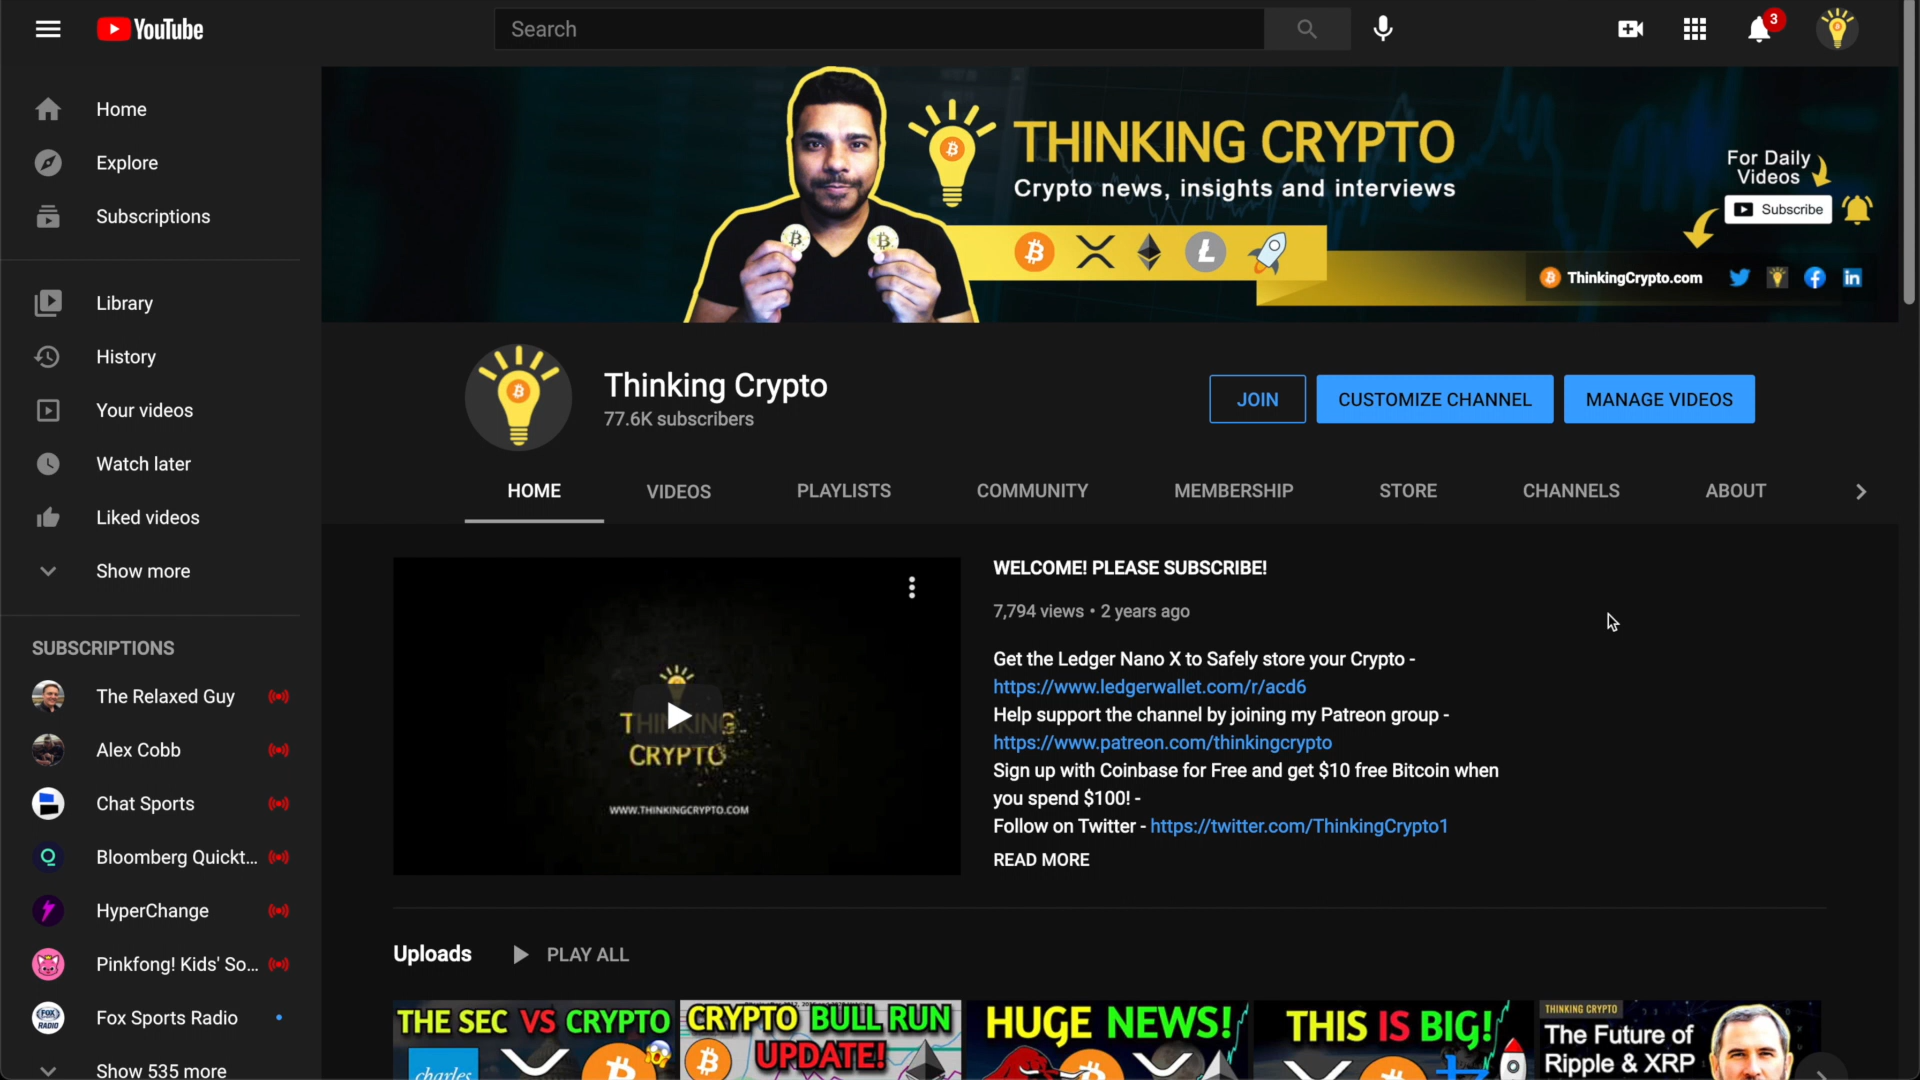 YouTube
Search
3
Home
Explore
Subscriptions
Library
History
Your videos
Watch later
Liked videos
Show more
SUBSCRIPTIONS
The Relaxed Guy
Alex Cobb
Chat Sports
Bloomberg Quickt...
HyperChange
Pinkfong! Kids' So...
Fox Sports Radio
Show 535 more
THINKING CRYPTO
Crypto news, insights and interviews
For Daily
Videos
Subscribe
ThinkingCrypto.com
Thinking Crypto
77.6K subscribers
JOIN
CUSTOMIZE CHANNEL
MANAGE VIDEOS
HOME
VIDEOS
PLAYLISTS
COMMUNITY
MEMBERSHIP
STORE
CHANNELS
ABOUT
THINKING
CRYPTO
WWW.THINKINGCRYPTO.COM
WELCOME! PLEASE SUBSCRIBE!
7,794 views • 2 years ago
Get the Ledger Nano X to Safely store your Crypto -
https://www.ledgerwallet.com/r/acd6
Help support the channel by joining my Patreon group -
https://www.patreon.com/thinkingcrypto
Sign up with Coinbase for Free and get $10 free Bitcoin when
you spend $100! -
Follow on Twitter - https://twitter.com/ThinkingCrypto1
READ MORE
Uploads
PLAY ALL
THE SEC VS CRYPTO
charles
CRYPTO BULL RUN
UPDATE!
HUGE NEWS!
THIS IS BIG!
THINKING CRYPTO
The Future of
Ripple & XRP